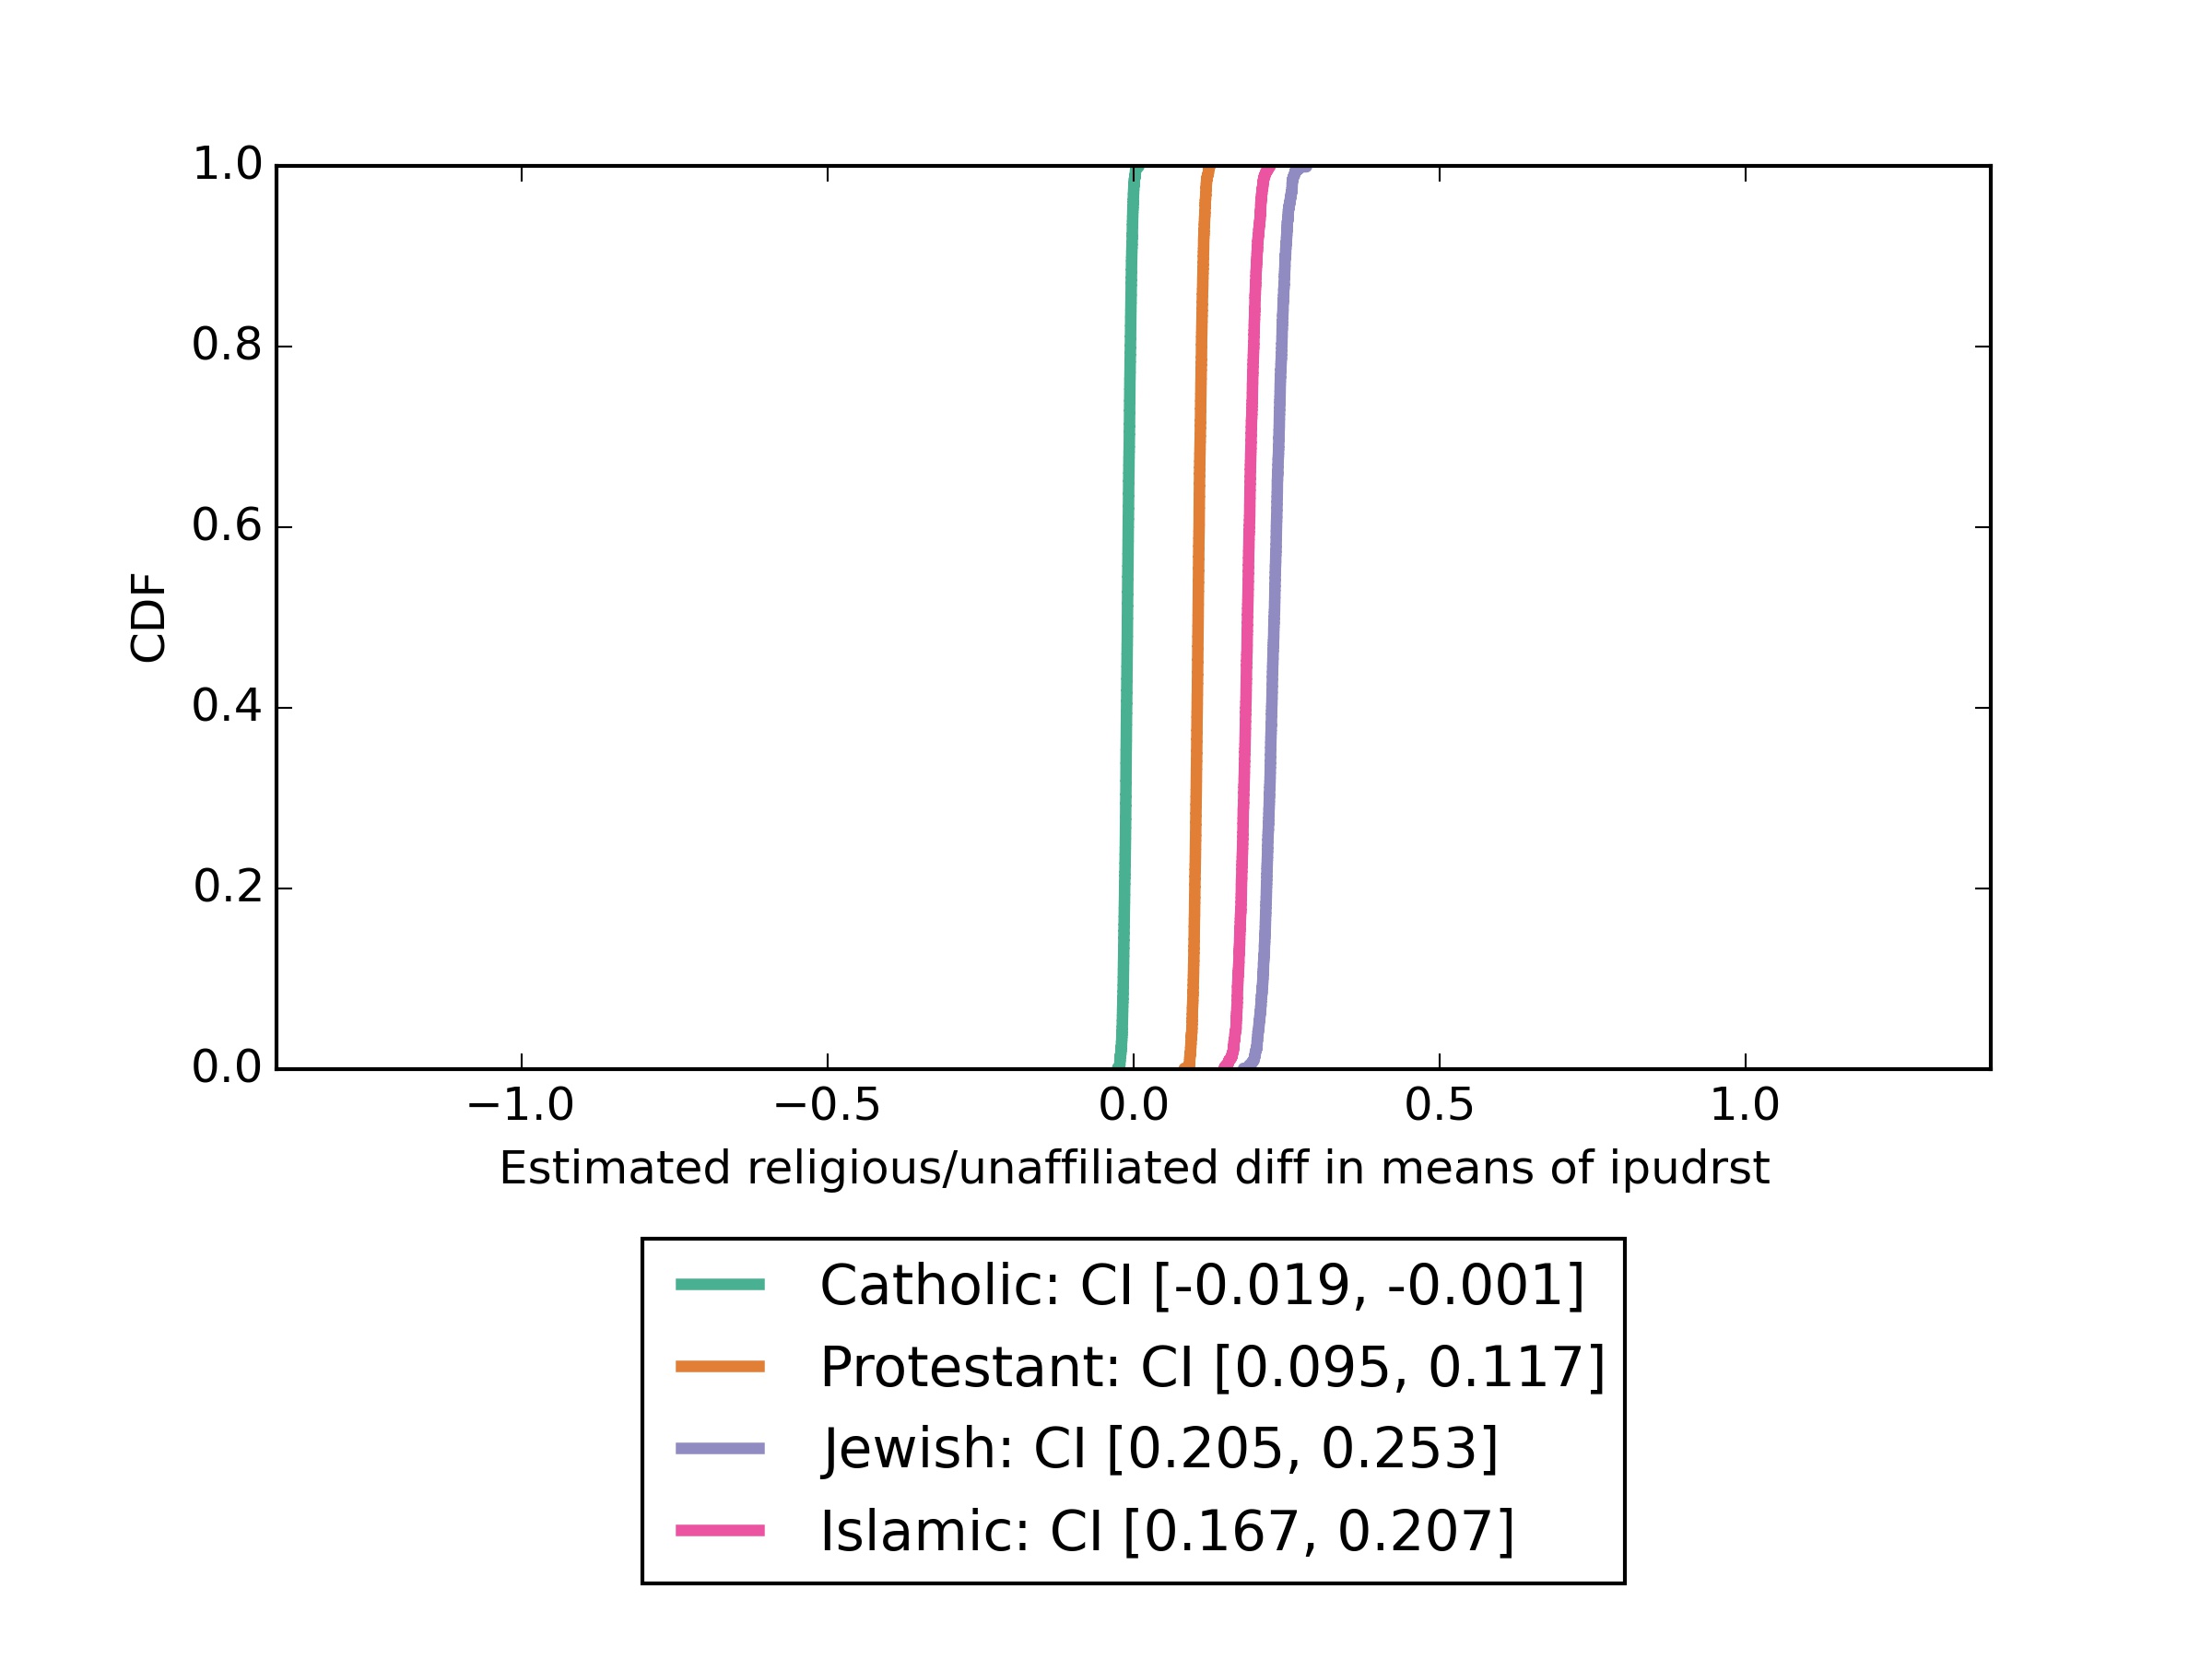 1.0
0.8
0.6
0.4
0.2
0.0
CDF
−1.0 −0.5 0.0 0.5 1.0
Estimated religious/unaffiliated diff in means of ipudrst
Catholic: CI [-0.019, -0.001]
Protestant: CI [0.095, 0.117]
Jewish: CI [0.205, 0.253]
Islamic: CI [0.167, 0.207]